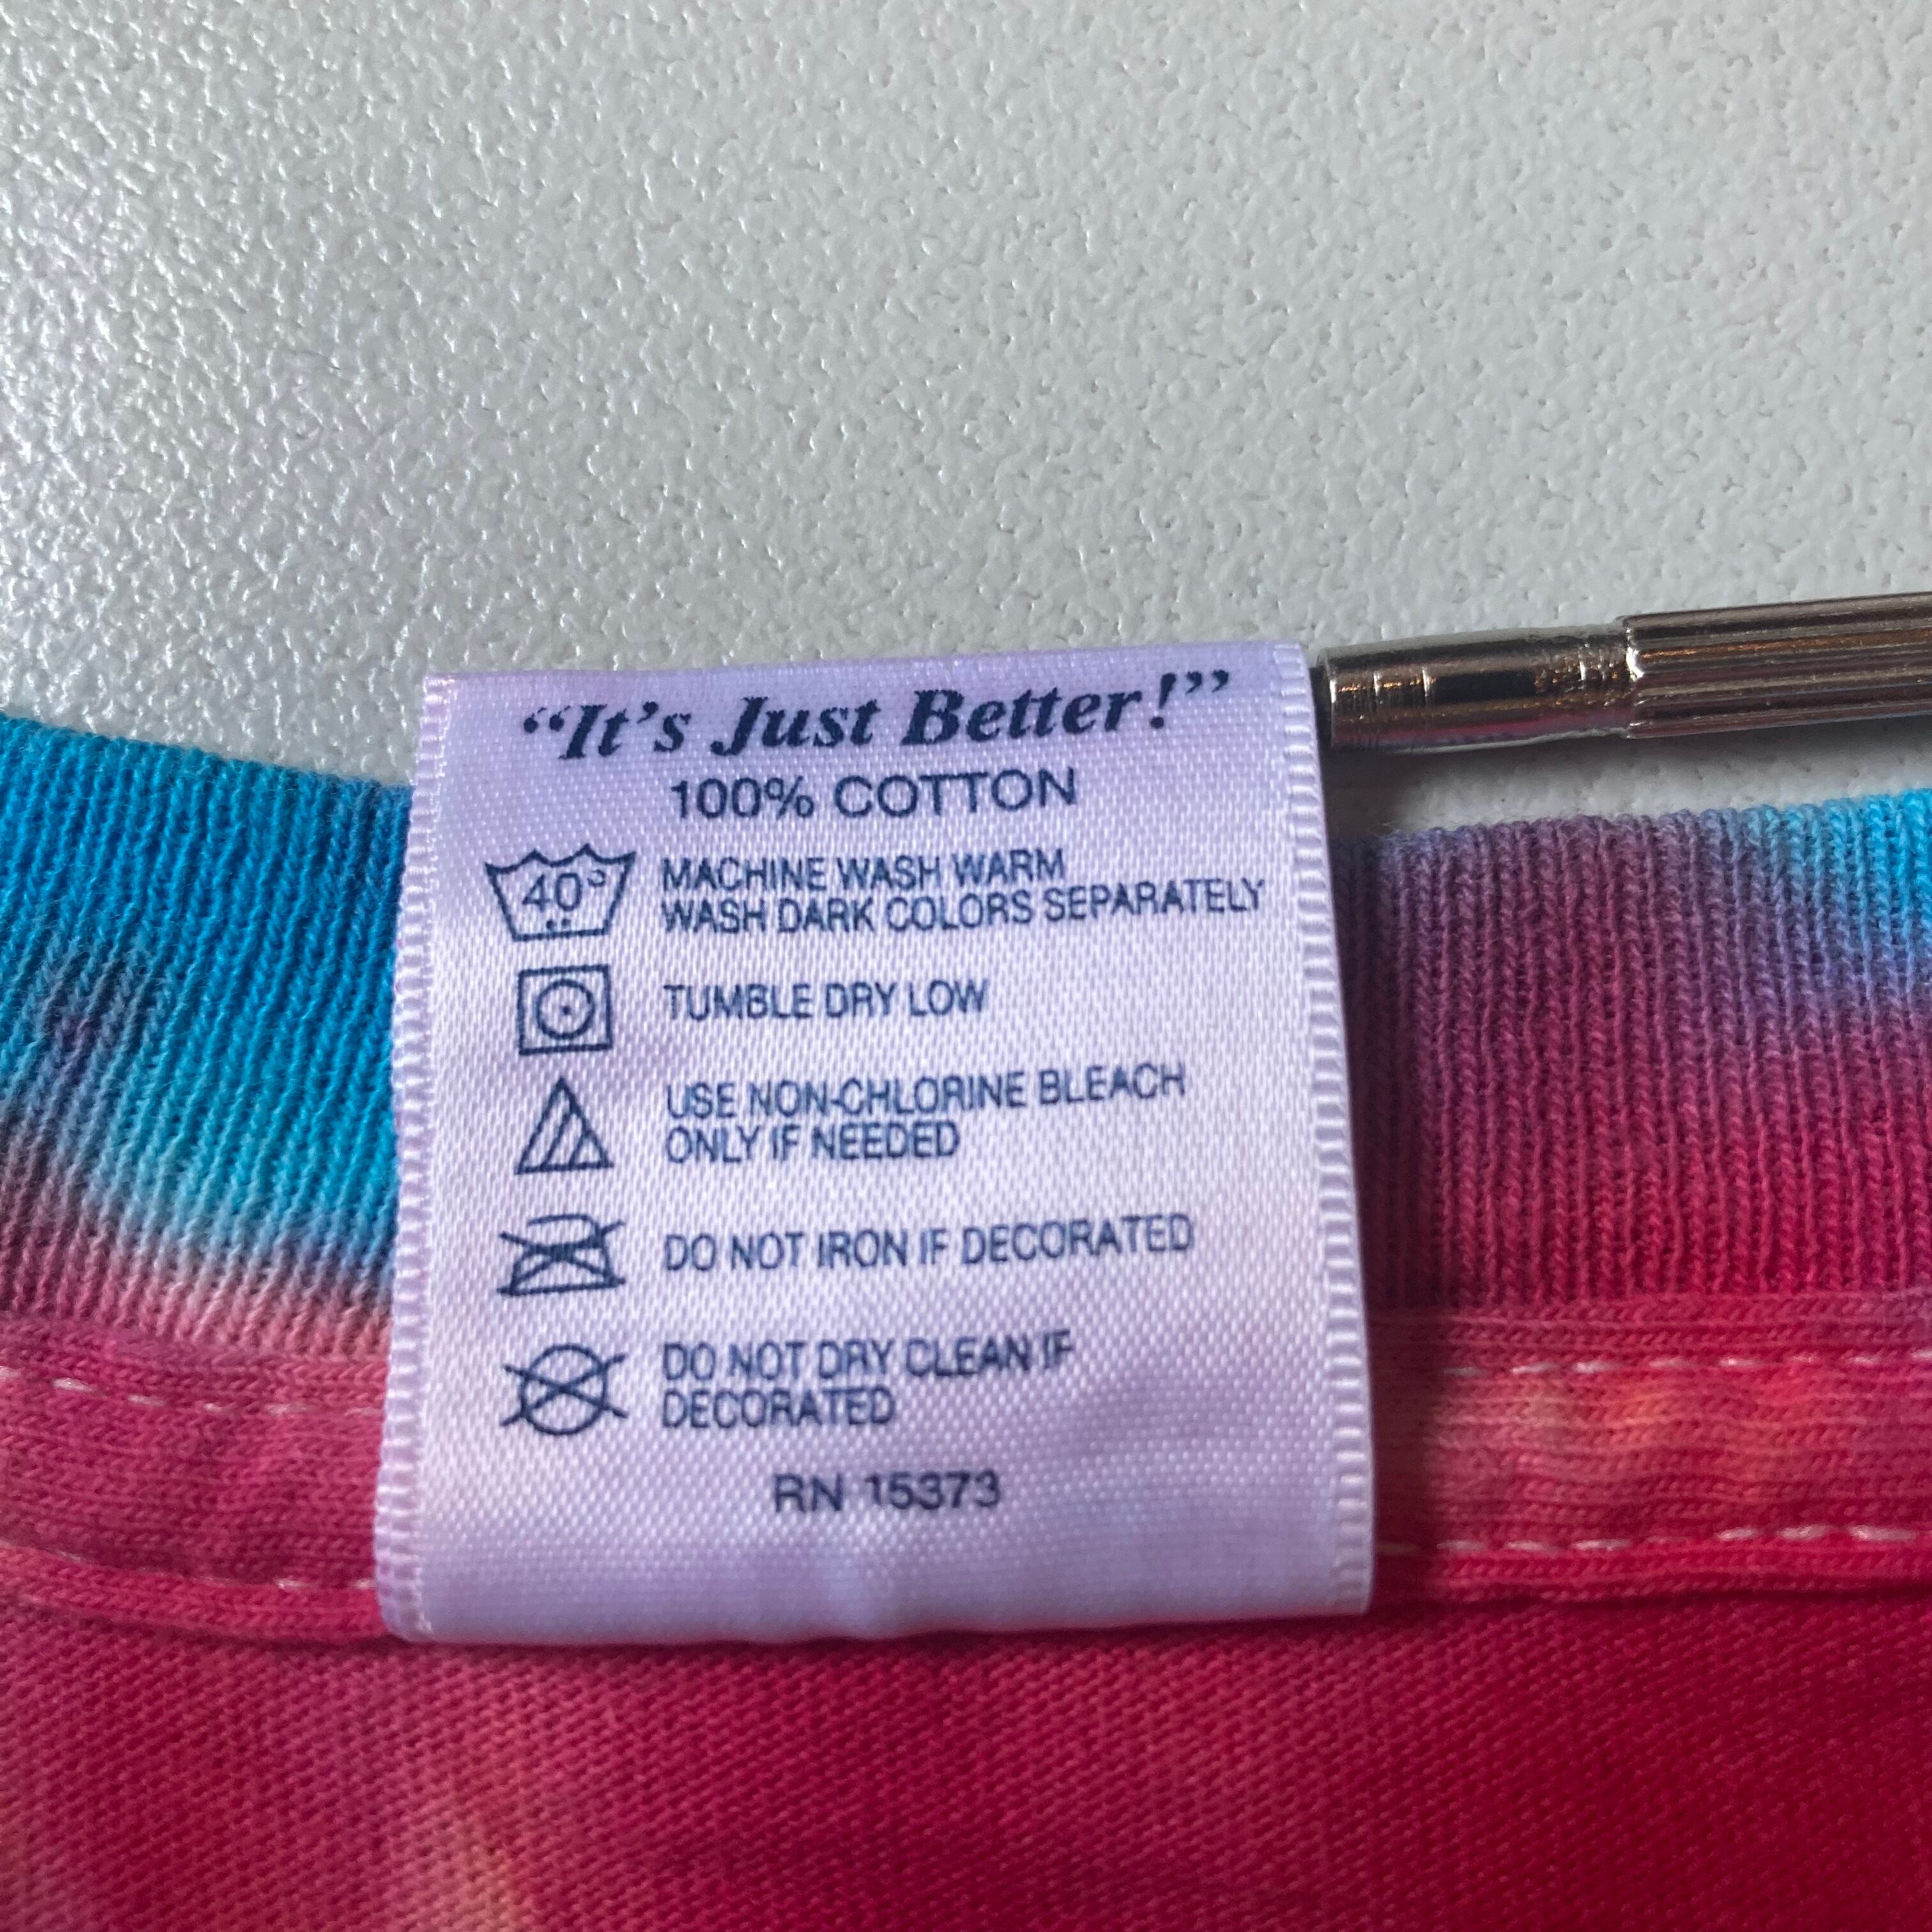 “It’s Just Better!”
100% COTTON
40°
MACHINE WASH WARM
WASH DARK COLORS SEPARATELY
TUMBLE DRY LOW
USE NON-CHLORINE BLEACH
ONLY IF NEEDED
DO NOT IRON IF DECORATED
DO NOT DRY CLEAN IF
DECORATED
RN 15373